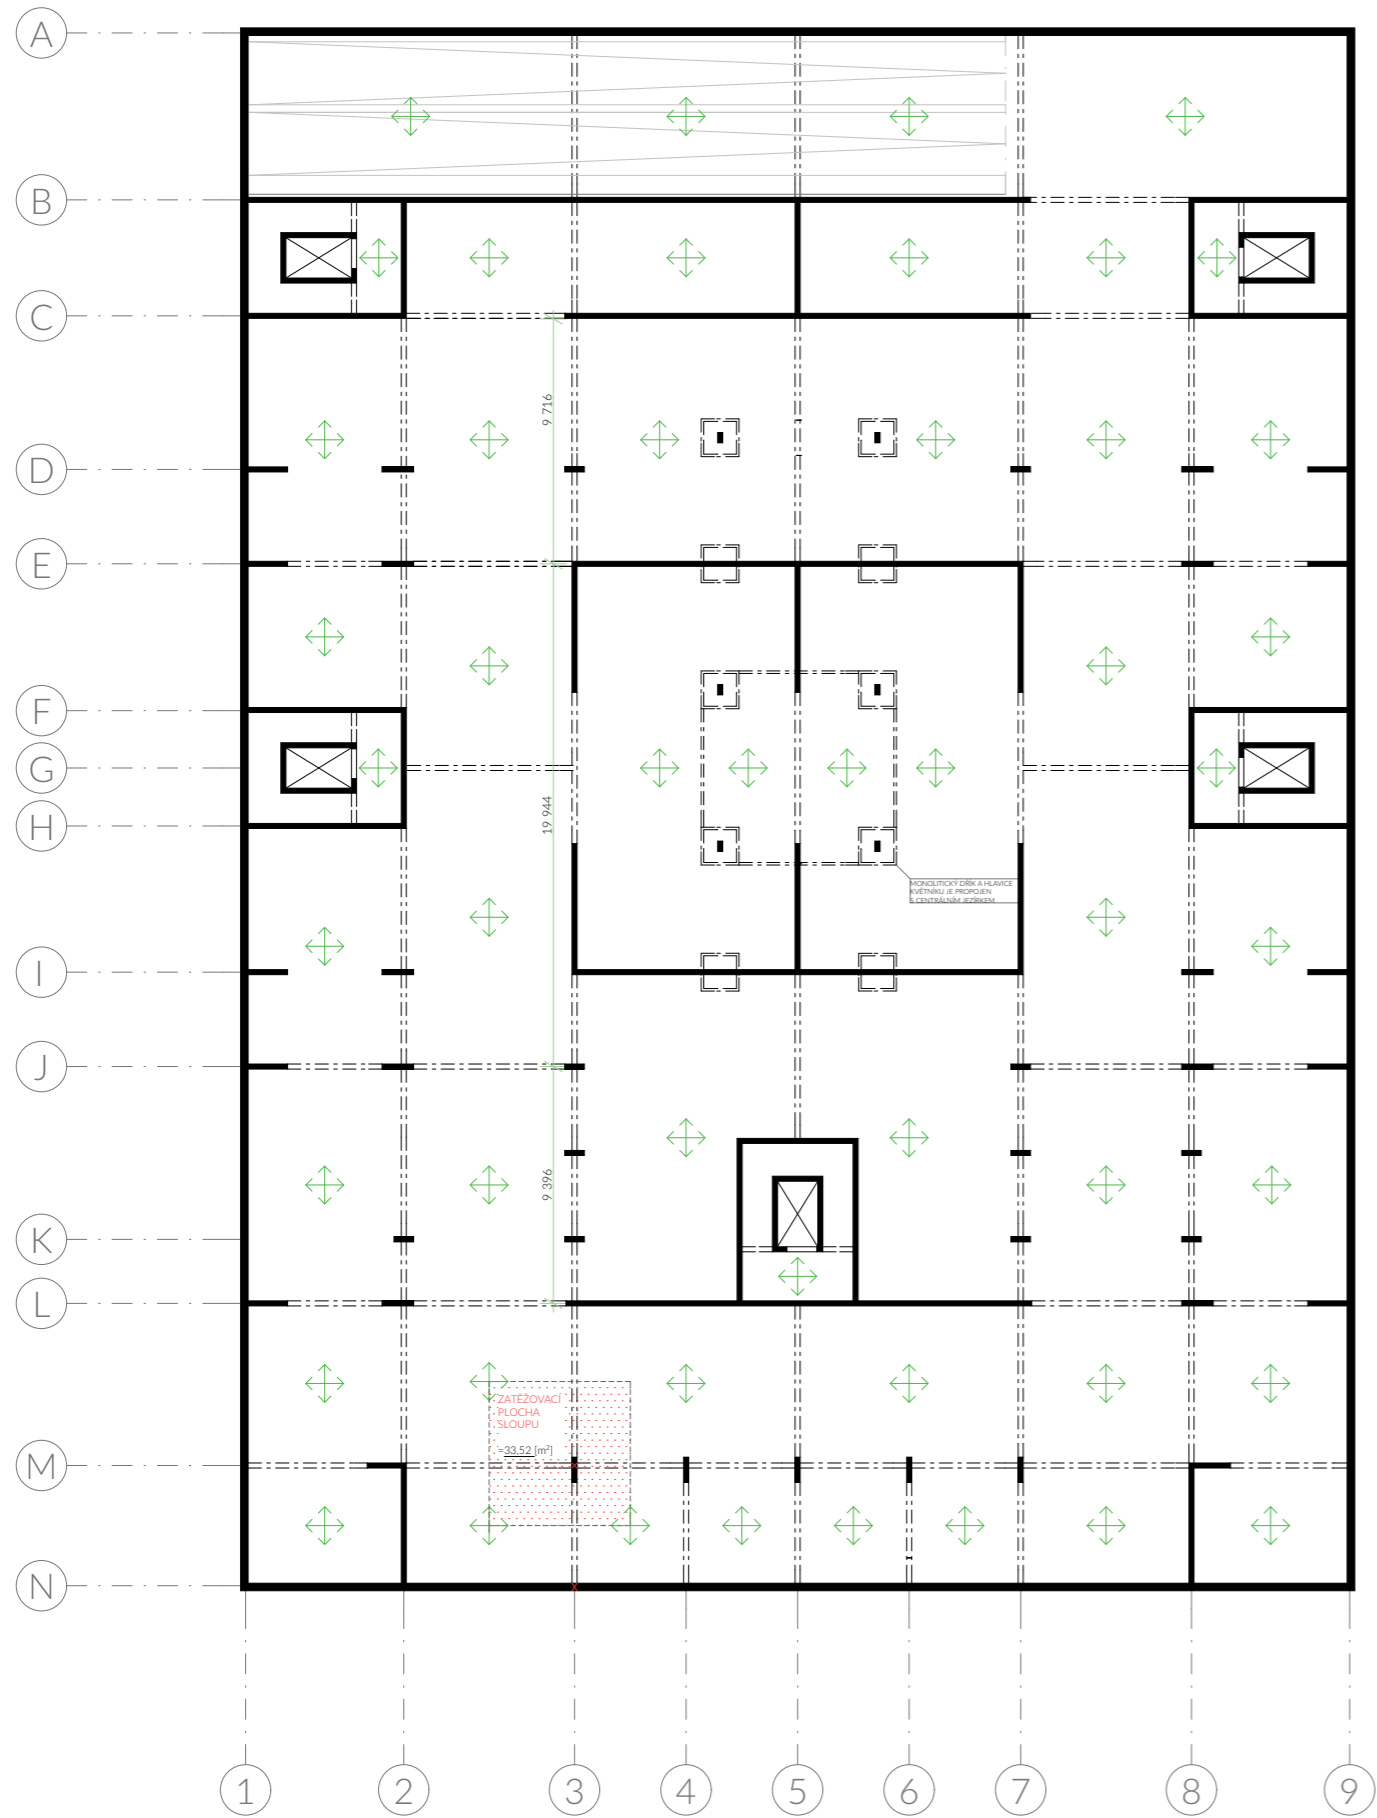 A
B
C
9 716
D
E
F
G
H
19 944
MONOLITICKÝ DŘÍK A HLAVICE
KVĚTNÍKU JE PROPOJEN
S CENTRÁLNÍM JEZÍRKEM
I
J
9 396
K
L
ZATĚŽOVACÍ
PLOCHA
SLOUPU
=33,52 [m²]
M
N
1 2 3 4 5 6 7 8 9